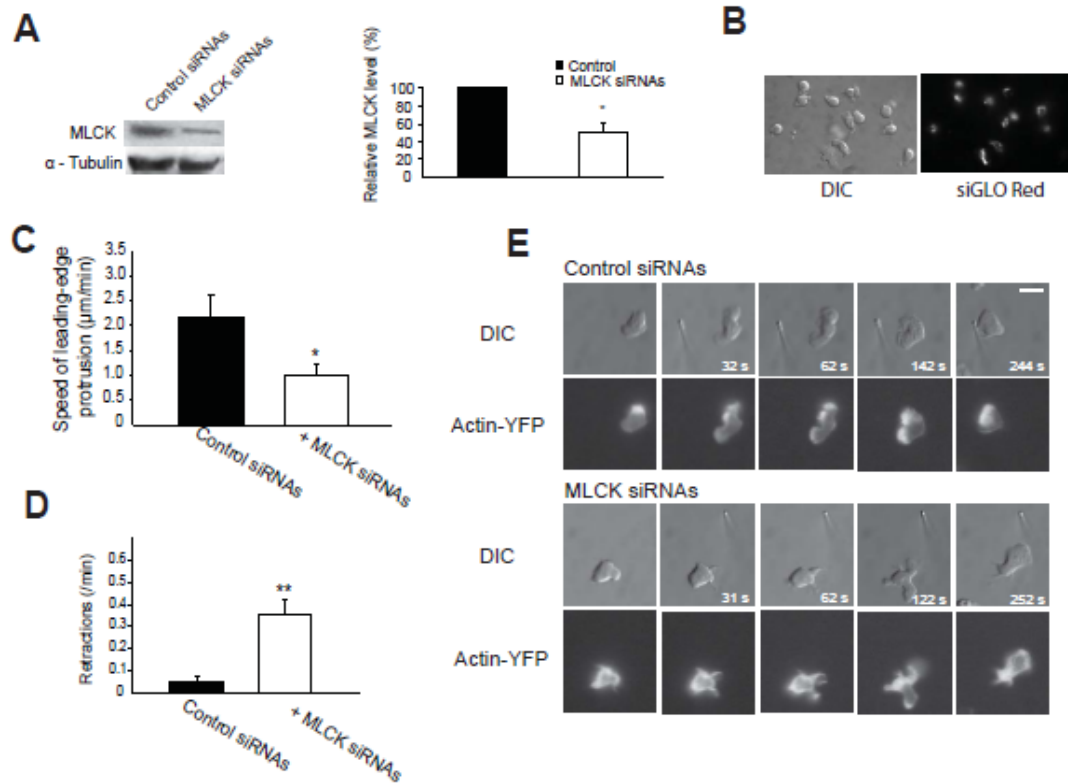 A
Control siRNAs
MLCK siRNAs
MLCK
α - Tubulin
Relative MLCK level (%)
100
80
60
40
20
0
Control
MLCK siRNAs
*
B
DIC
siGLO Red
C
Speed of leading-edge
protrusion (μm/min)
3.5
3.0
2.5
2.0
1.5
1.0
0.5
0
*
Control siRNAs
+ MLCK siRNAs
D
Retractions (/min)
0.6
0.5
0.4
0.3
0.2
0.1
0
**
Control siRNAs
+ MLCK siRNAs
E
Control siRNAs
DIC
32 s
62 s
142 s
244 s
Actin-YFP
MLCK siRNAs
DIC
31 s
62 s
122 s
252 s
Actin-YFP